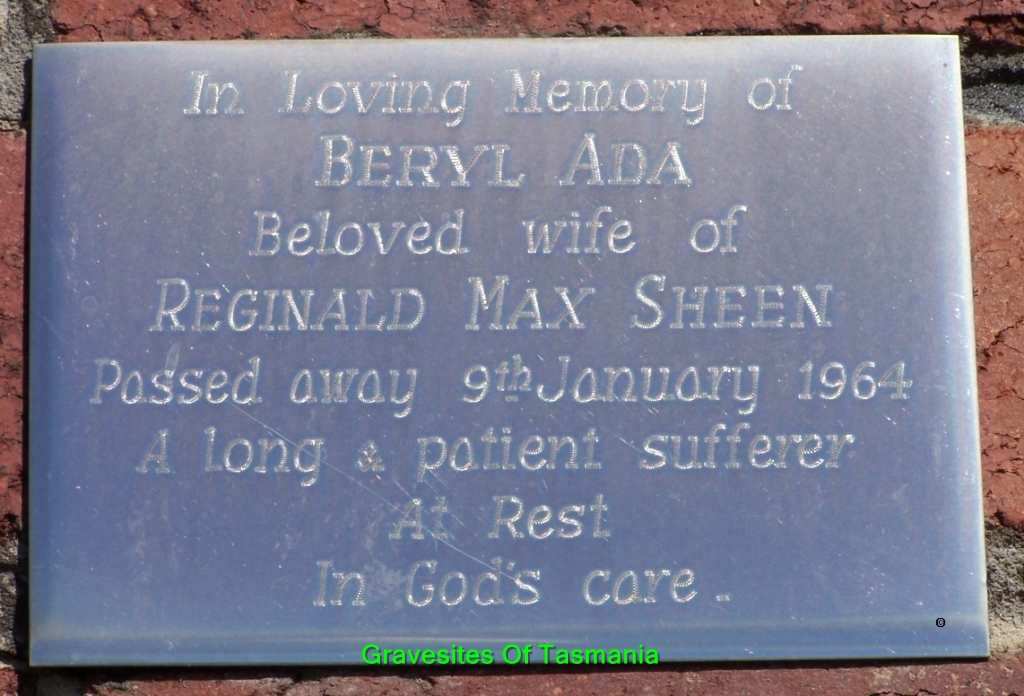 In Loving Memory of
BERYL ADA
Beloved wife of
REGINALD MAX SHEEN
Passed away 9th January 1964
A long & patient sufferer
At Rest
In God's care.
©
Gravesites Of Tasmania